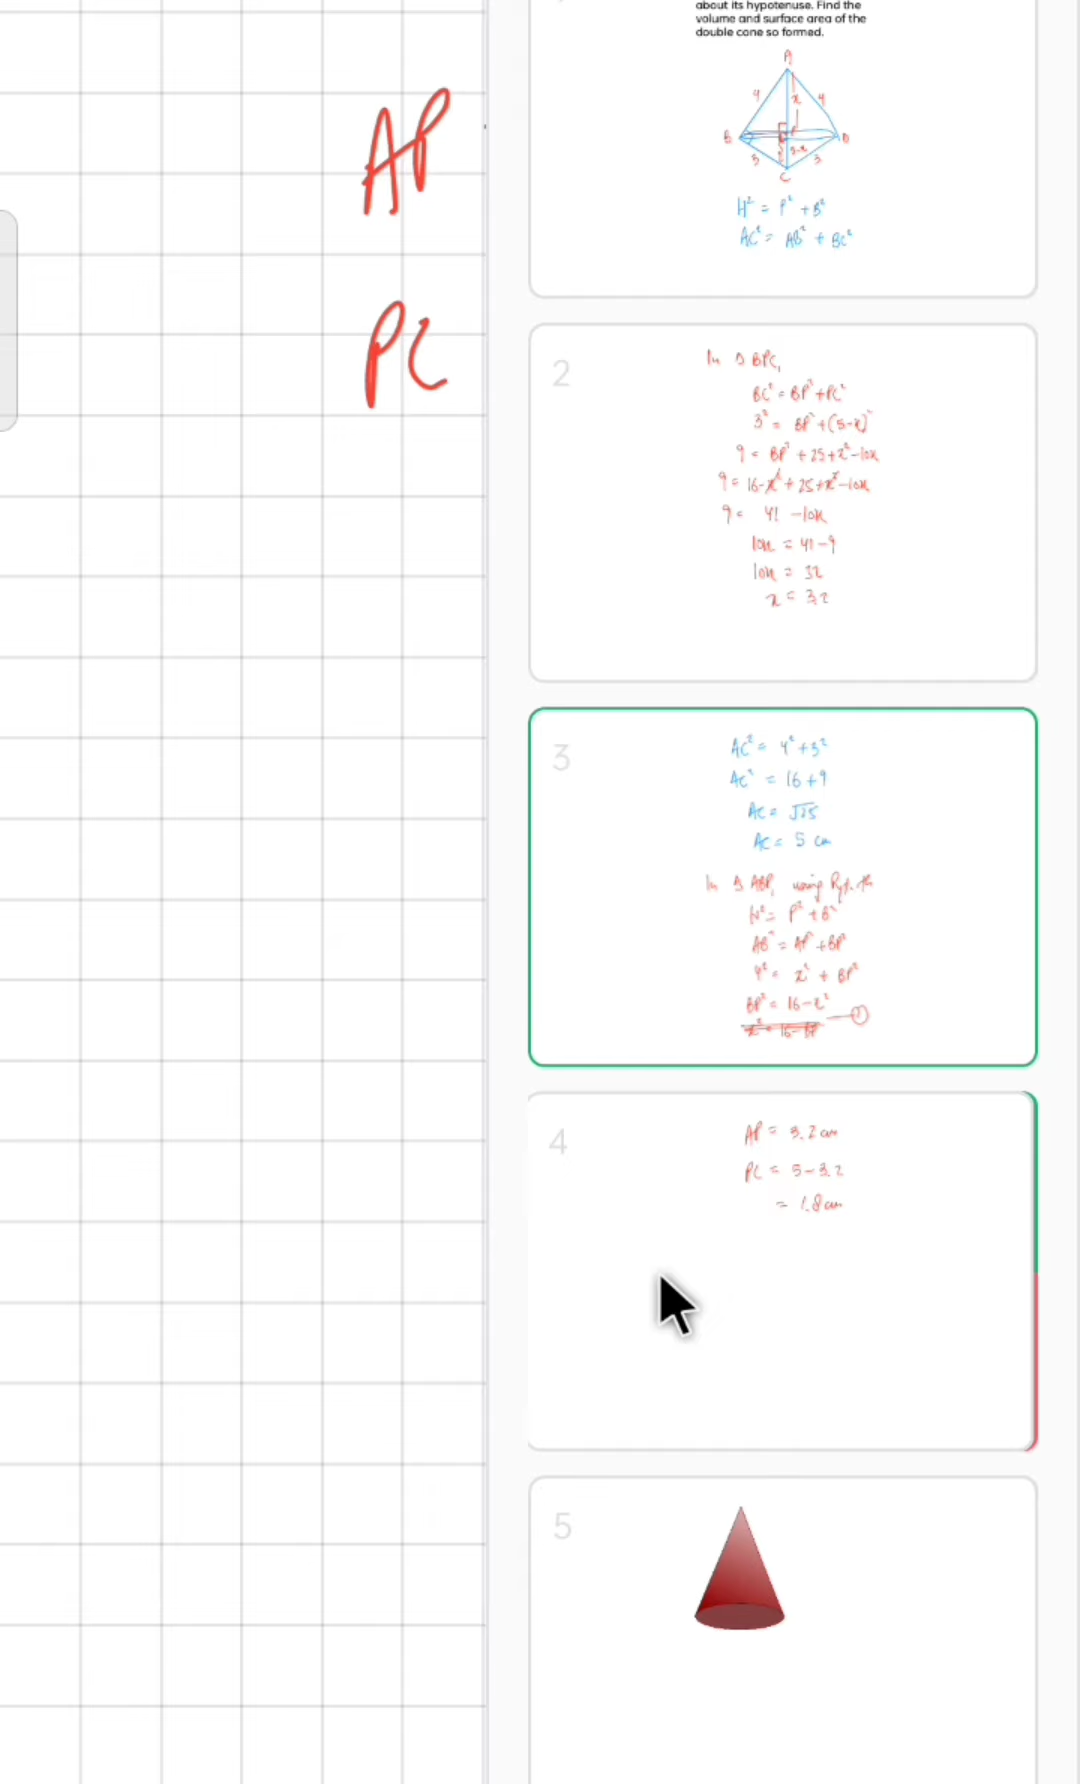 AP
PC
about its hypotenuse. Find the
volume and surface area of the
double cone so formed.
A
4 x 4
B P D
3 5-x 3
C
H² = P² + B²
AC² = AB² + BC²
2
In Δ BPC,
BC² = BP² + PC²
3² = BP² + (5-x)²
9 = BP² + 25 + x² - 10x
9 = 16 - x² + 25 + x² - 10x
9 = 41 - 10x
10x = 41 - 9
10x = 32
x = 3.2
3
AC² = 4² + 3²
AC² = 16 + 9
AC = √25
AC = 5 cm
In Δ ABP, using Pyt. th
H² = P² + B²
AB² = AP² + BP²
4² = x² + BP²
BP² = 16 - x² — ①
x² = 16 - BP²
4
AP = 3.2 cm
PC = 5 - 3.2
= 1.8 cm
5